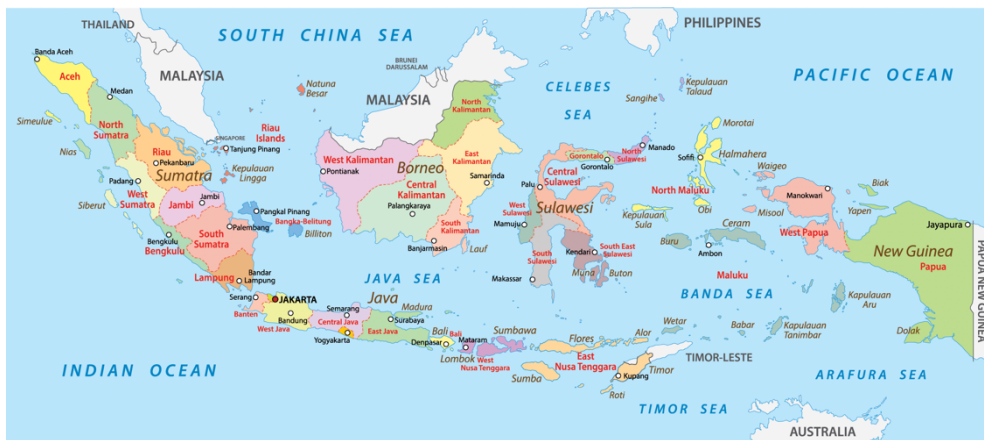 THAILAND
SOUTH CHINA SEA
PHILIPPINES
Banda Aceh
BRUNEI
DARUSSALAM
PACIFIC OCEAN
Aceh
MALAYSIA
Natuna
Besar
MALAYSIA
CELEBES
SEA
Kepulauan
Talaud
Medan
Sangihe
North
Kalimantan
Simeulue
North
Sumatra
Riau
Islands
Morotai
SINGAPORE
Tanjung Pinang
Nias
Riau
Pekanbaru
Sumatra
Kepulauan
Lingga
West Kalimantan
Pontianak
Borneo
East
Kalimantan
Samarinda
Gorontalo
Gorontalo
North
Sulawesi
Manado
Sofifi
Halmahera
Waigeo
Padang
West
Sumatra
Siberut
Jambi
Jambi
Central
Kalimantan
Palangkaraya
Central
Sulawesi
Palu
North Maluku
Manokwari
Biak
Pangkal Pinang
Bangka-Belitung
Billiton
Palembang
South
Sumatra
Bengkulu
Bengkulu
South
Kalimantan
Banjarmasin
Lauf
West
Sulawesi
Mamuju
Sulawesi
Kepulauan
Sula
Obi
Misool
Yapen
Ceram
Buru
Ambon
West Papua
Jayapura
New Guinea
Papua
PAPUA NEW GUINEA
Lampung
Bandar
Lampung
JAVA SEA
South
Sulawesi
Kendari
South East
Sulawesi
Muna
Buton
Makassar
Maluku
BANDA SEA
Kepulauan
Aru
Serang
JAKARTA
Banten
Bandung
West Java
Semarang
Java
Madura
Central Java
Surabaya
East Java
Yogyakarta
Bali
Bali
Denpasar
Mataram
Lombok
Sumbawa
West
Nusa Tenggara
Flores
Alor
Wetar
Babar
Kapulauan
Tanimbar
Dolak
East
Nusa Tenggara
Sumba
TIMOR-LESTE
Timor
Kupang
Roti
INDIAN OCEAN
ARAFURA SEA
TIMOR SEA
AUSTRALIA